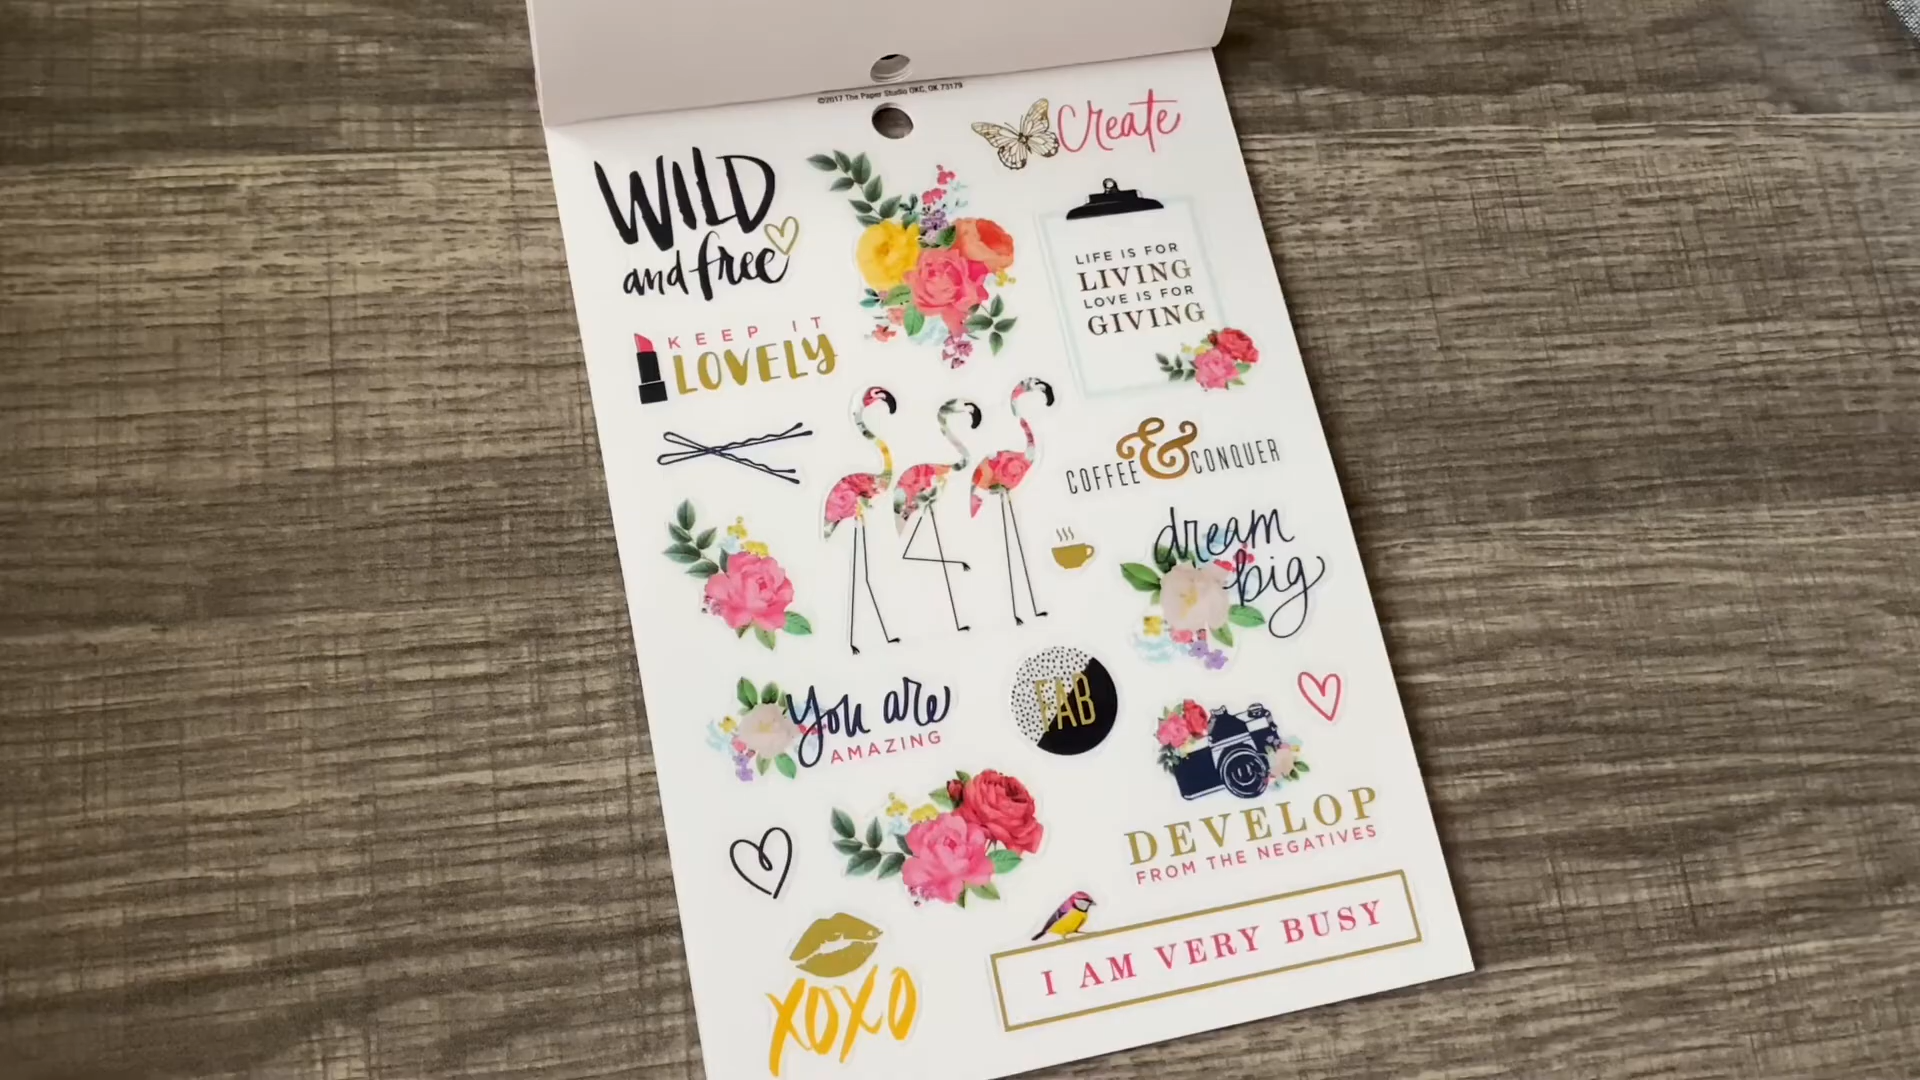 ©2017 The Paper Studio OKC, OK 73179
Create
WILD
and free
LIFE IS FOR
LIVING
LOVE IS FOR
GIVING
KEEP IT
LOVELY
COFFEE & CONQUER
dream
big
You are
AMAZING
FAB
DEVELOP
FROM THE NEGATIVES
I AM VERY BUSY
XOXO